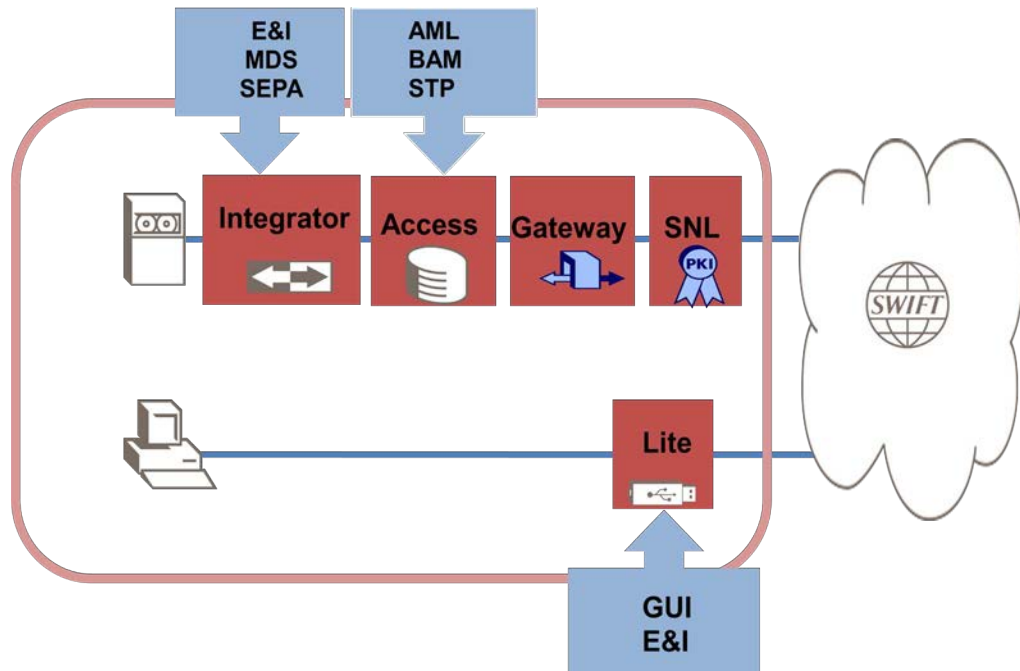 E&I
MDS
SEPA
AML
BAM
STP
Integrator
Access
Gateway
SNL
PKI
SWIFT
Lite
GUI
E&I